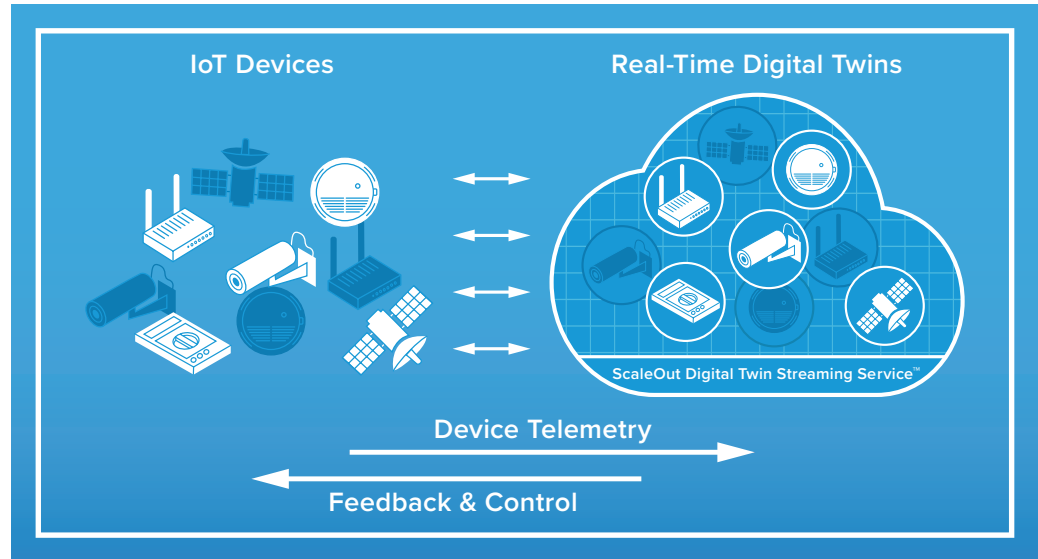 IoT Devices
Real-Time Digital Twins
ScaleOut Digital Twin Streaming Service™
Device Telemetry
Feedback & Control